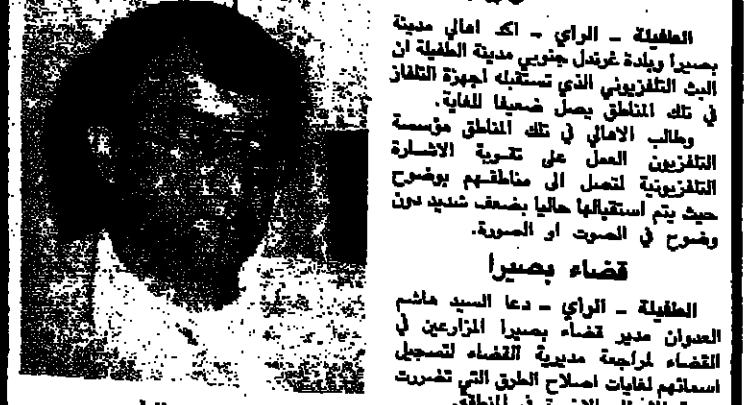 الطفيلة - الراي - اكد اهالي مدينة
بصيرا وبلدة غرندل جنوبي مدينة الطفيلة ان
البث التلفزيوني الذي تستقبله اجهزة التلفاز
في تلك المناطق يصل ضعيفا للغاية.
وطالب الاهالي في تلك المناطق مؤسسة
التلفزيون العمل على تقوية الاشارة
التلفزيونية لتصل الى مناطقهم بوضوح
حيث يتم استقبالها حاليا بضعف شديد دون
وضوح في الصوت او الصورة.
قضاء بصيرا
الطفيلة - الراي - دعا السيد هاشم
العدوان مدير قضاء بصيرا المزارعين في
القضاء لمراجعة مديرية القضاء لتسجيل
اسمائهم لغايات اصلاح الطرق التي تضررت